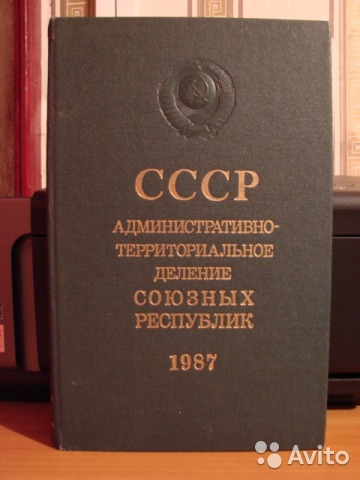 СССР
АДМИНИСТРАТИВНО-
ТЕРРИТОРИАЛЬНОЕ
ДЕЛЕНИЕ
СОЮЗНЫХ
РЕСПУБЛИК
1987
Avito